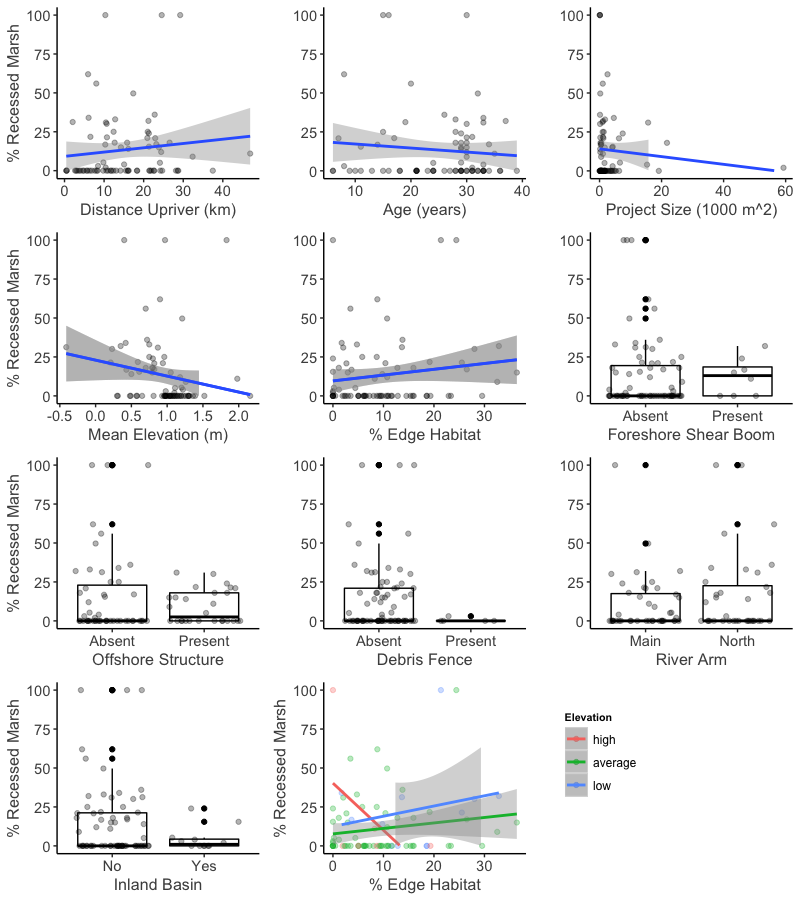 % Recessed Marsh
100
75
50
25
0
0 10 20 30 40
Distance Upriver (km)
% Recessed Marsh
100
75
50
25
0
10 20 30 40
Age (years)
% Recessed Marsh
100
75
50
25
0
0 20 40 60
Project Size (1000 m^2)
% Recessed Marsh
100
75
50
25
0
-0.5 0.0 0.5 1.0 1.5 2.0
Mean Elevation (m)
100
75
50
25
0
0 10 20 30
% Edge Habitat
100
75
50
25
0
Absent Present
Foreshore Shear Boom
% Recessed Marsh
100
75
50
25
0
Absent Present
Offshore Structure
100
75
50
25
0
Absent Present
Debris Fence
100
75
50
25
0
Main North
River Arm
% Recessed Marsh
100
75
50
25
0
No Yes
Inland Basin
% Recessed Marsh
100
75
50
25
0
0 10 20 30
% Edge Habitat
Elevation
high
average
low